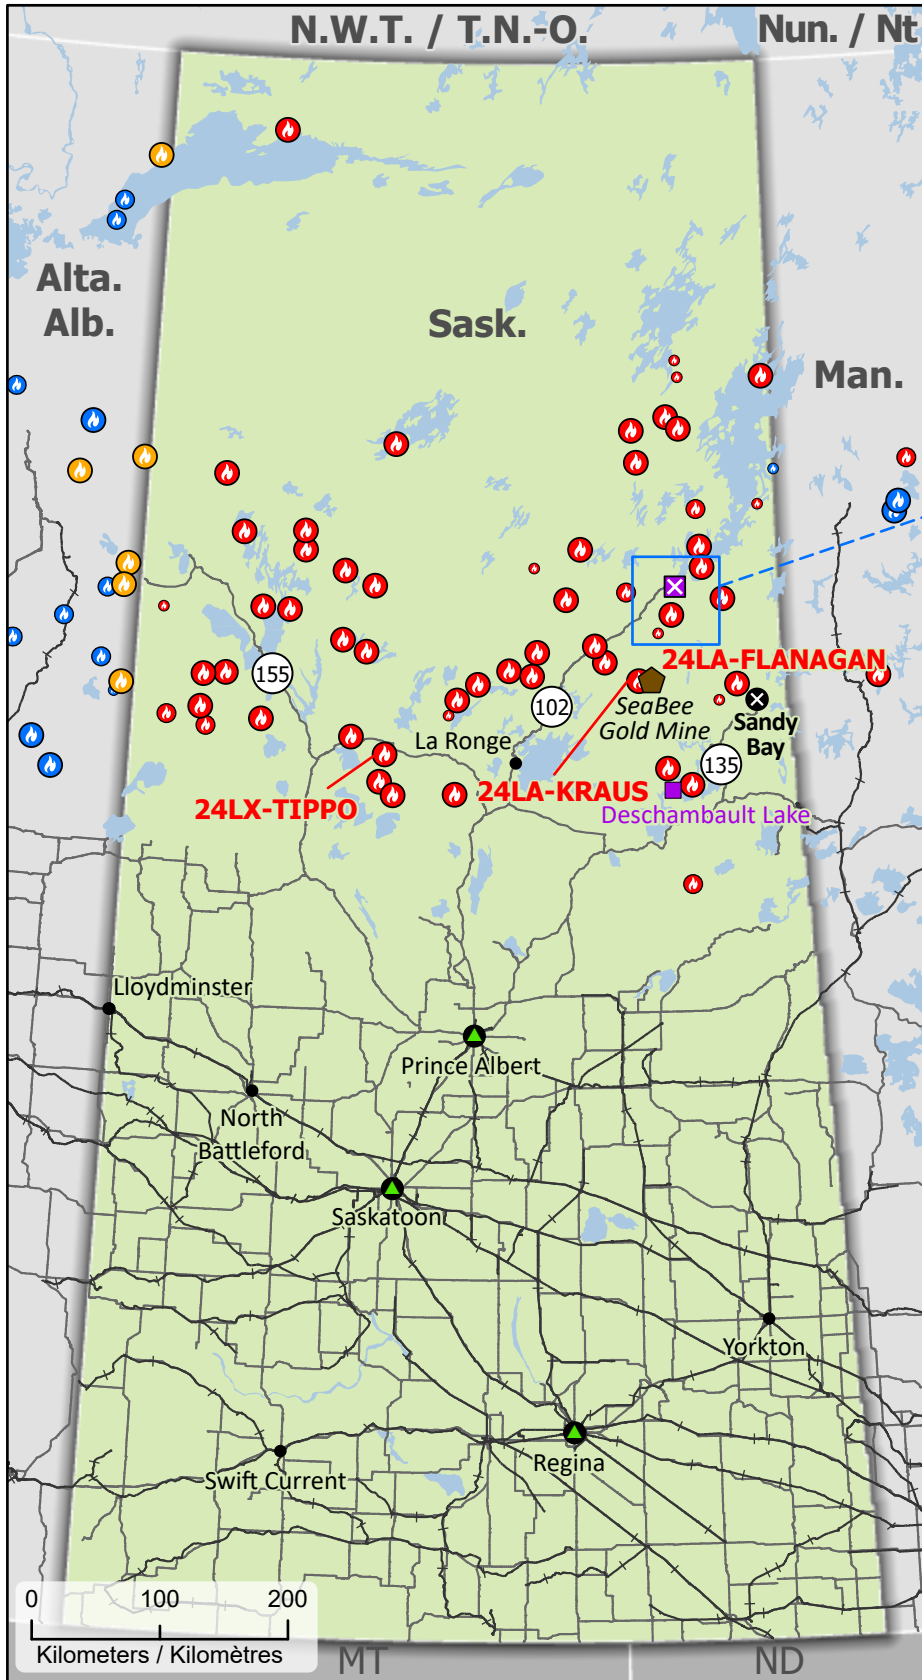 N.W.T. / T.N.-O.
Nun. / Nt
Alta.
Alb.
Sask.
Man.
155
24LA-FLANAGAN
SeaBee
Gold Mine
102
Sandy
Bay
La Ronge
135
24LX-TIPPO
24LA-KRAUS
Deschambault Lake
Lloydminster
Prince Albert
North
Battleford
Saskatoon
Yorkton
Regina
Swift Current
0 100 200
Kilometers / Kilomètres
MT
ND